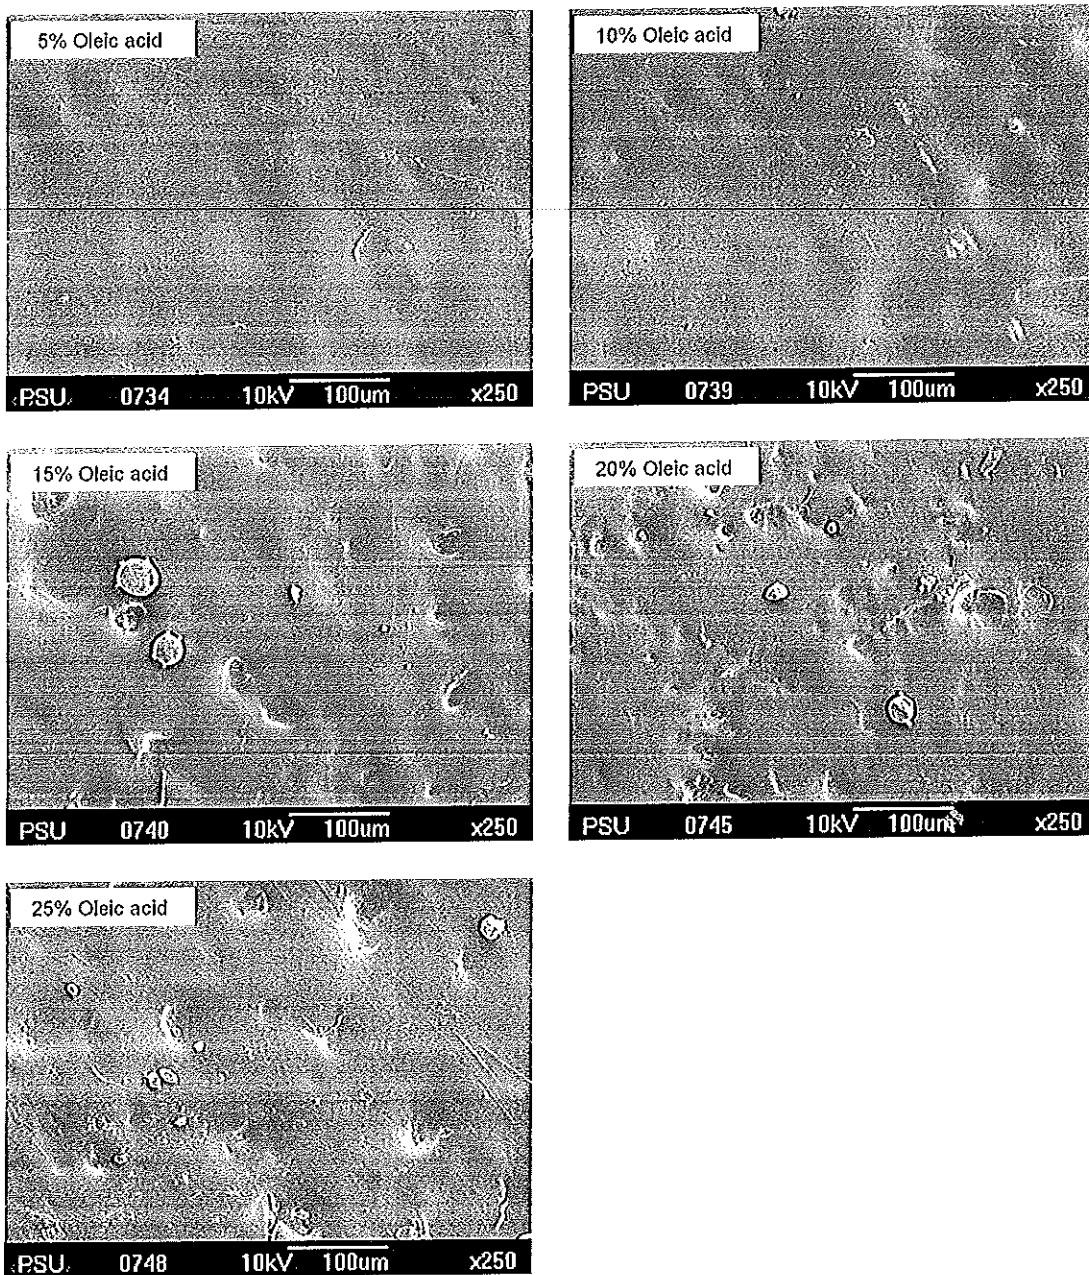 5% Oleic acid
PSU 0734 10kV 100um x250
10% Oleic acid
PSU 0739 10kV 100um x250
15% Oleic acid
PSU 0740 10kV 100um x250
20% Oleic acid
PSU 0745 10kV 100um x250
25% Oleic acid
PSU 0748 10kV 100um x250